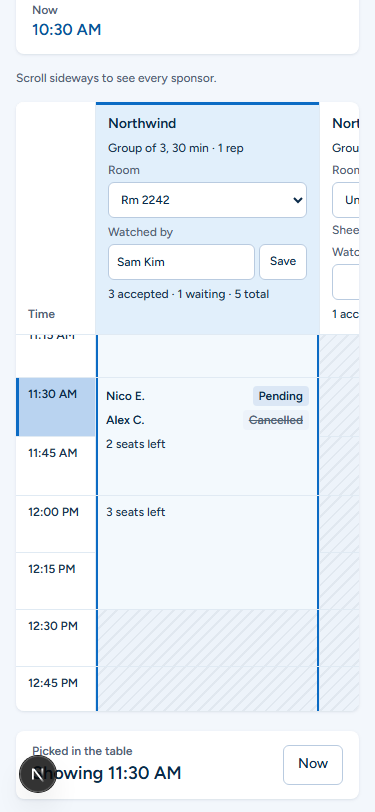 Now
10:30 AM
Scroll sideways to see every sponsor.
Northwind
Group of 3, 30 min · 1 rep
Room
Rm 2242
Watched by
Sam Kim
Save
3 accepted · 1 waiting · 5 total
Time
11:15 AM
11:30 AM
Nico E.
Pending
Alex C.
Cancelled
2 seats left
11:45 AM
12:00 PM
3 seats left
12:15 PM
12:30 PM
12:45 PM
Picked in the table
Showing 11:30 AM
N
Now